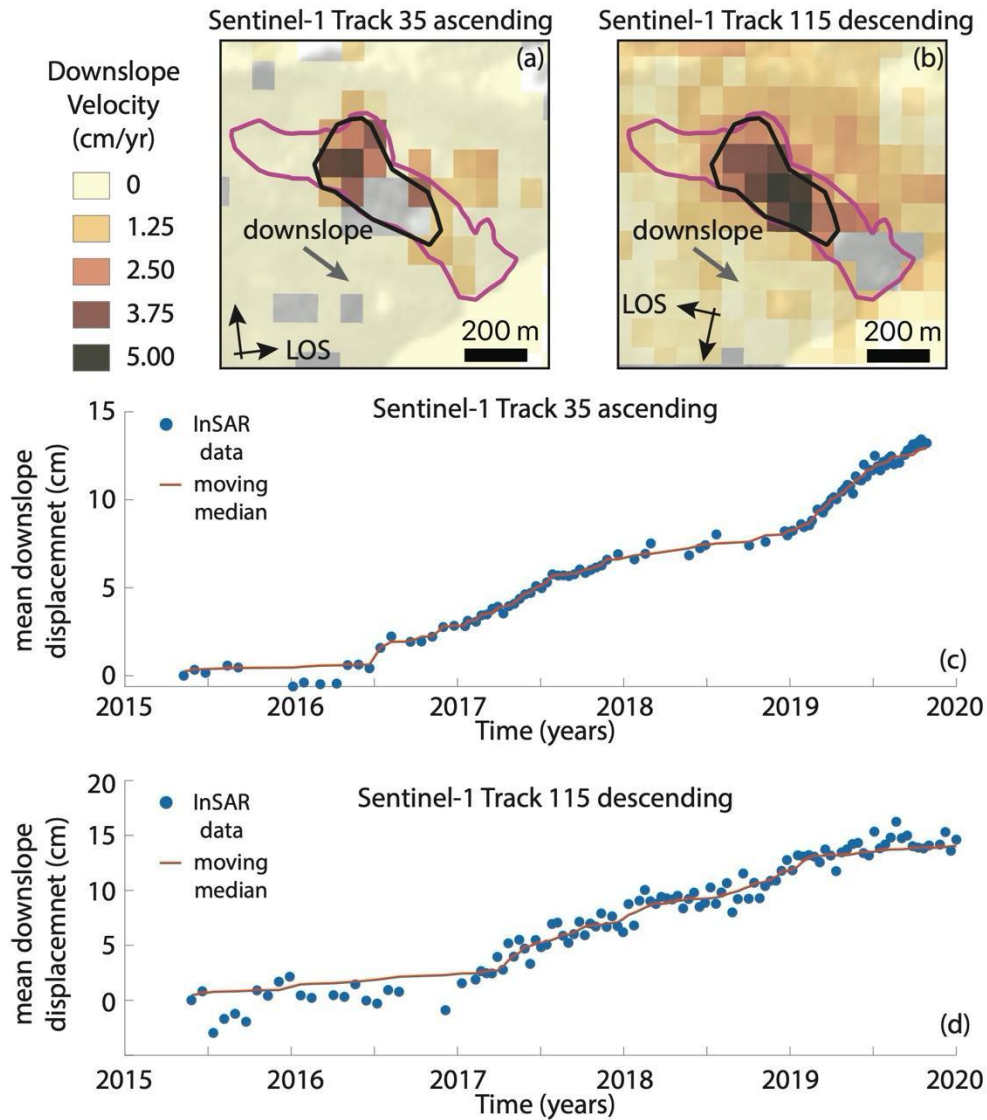 Sentinel-1 Track 35 ascending
Sentinel-1 Track 115 descending
Downslope
Velocity
(cm/yr)
0
1.25
2.50
3.75
5.00
(a)
downslope
LOS
200 m
(b)
downslope
LOS
200 m
Sentinel-1 Track 35 ascending
InSAR
data
moving
median
mean downslope
displacemnet (cm)
15
10
5
0
(c)
2015
2016
2017
2018
2019
2020
Time (years)
Sentinel-1 Track 115 descending
InSAR
data
moving
median
mean downslope
displacemnet (cm)
20
15
10
5
0
(d)
2015
2016
2017
2018
2019
2020
Time (years)